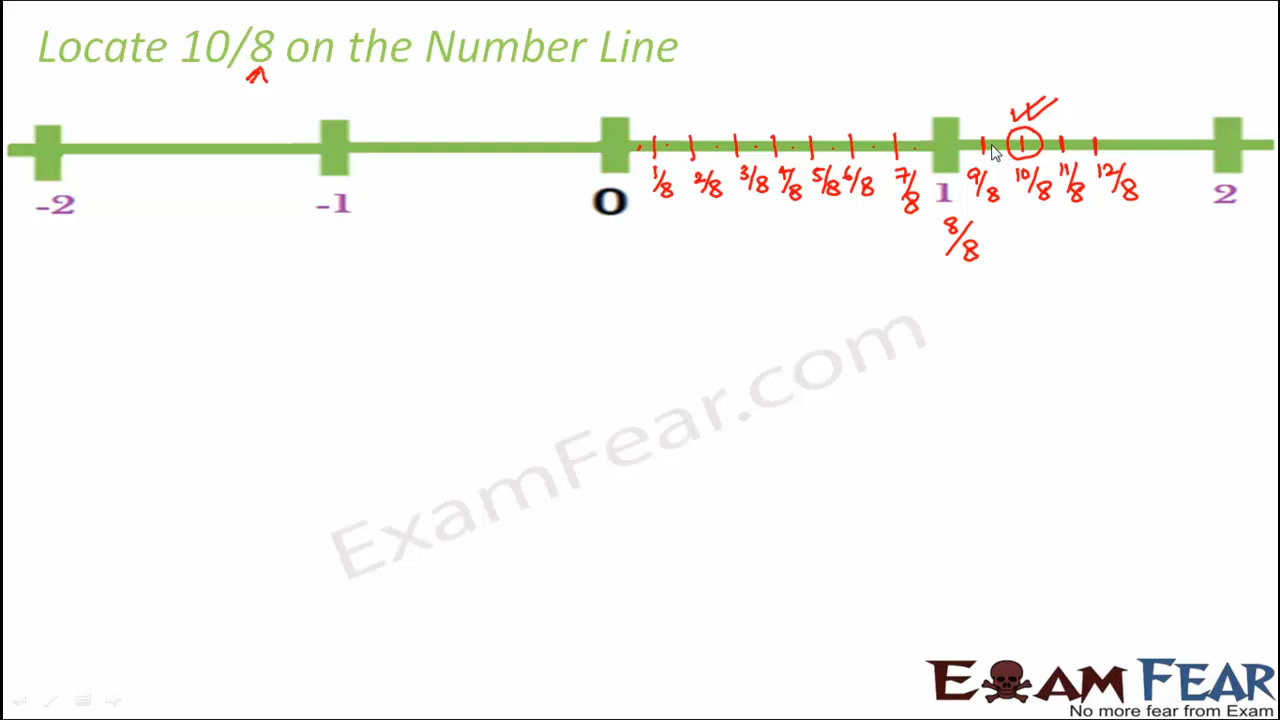 Locate 10/8 on the Number Line
1/8 2/8 3/8 4/8 5/8 6/8 7/8 9/8 10/8 11/8 12/8
-2 -1 0 1 2
8/8
ExamFear.com
EXAM FEAR
No more fear from Exam